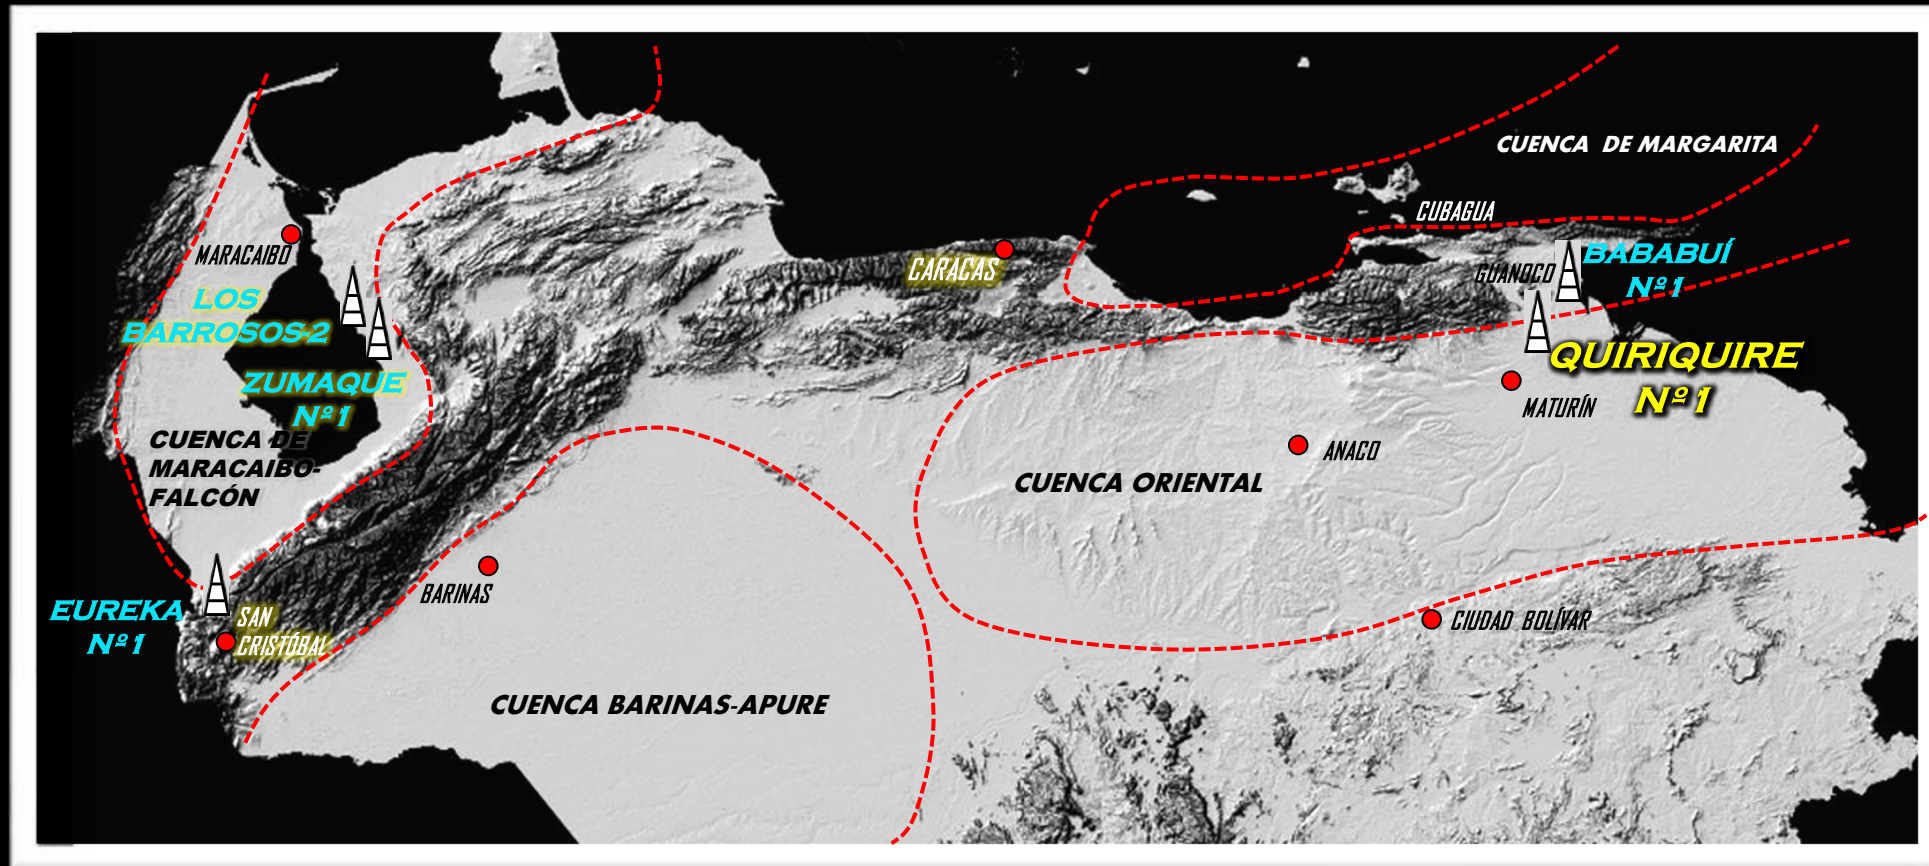 CUENCA DE MARGARITA
CUBAGUA
MARACAIBO
CARACAS
GUANOCO
BABABUÍ
Nº1
LOS
BARROSOS-2
QUIRIQUIRE
Nº1
ZUMAQUE
Nº1
MATURÍN
CUENCA DE
MARACAIBO-
FALCÓN
ANACO
CUENCA ORIENTAL
BARINAS
EUREKA
Nº1
SAN
CRISTÓBAL
CIUDAD BOLÍVAR
CUENCA BARINAS-APURE